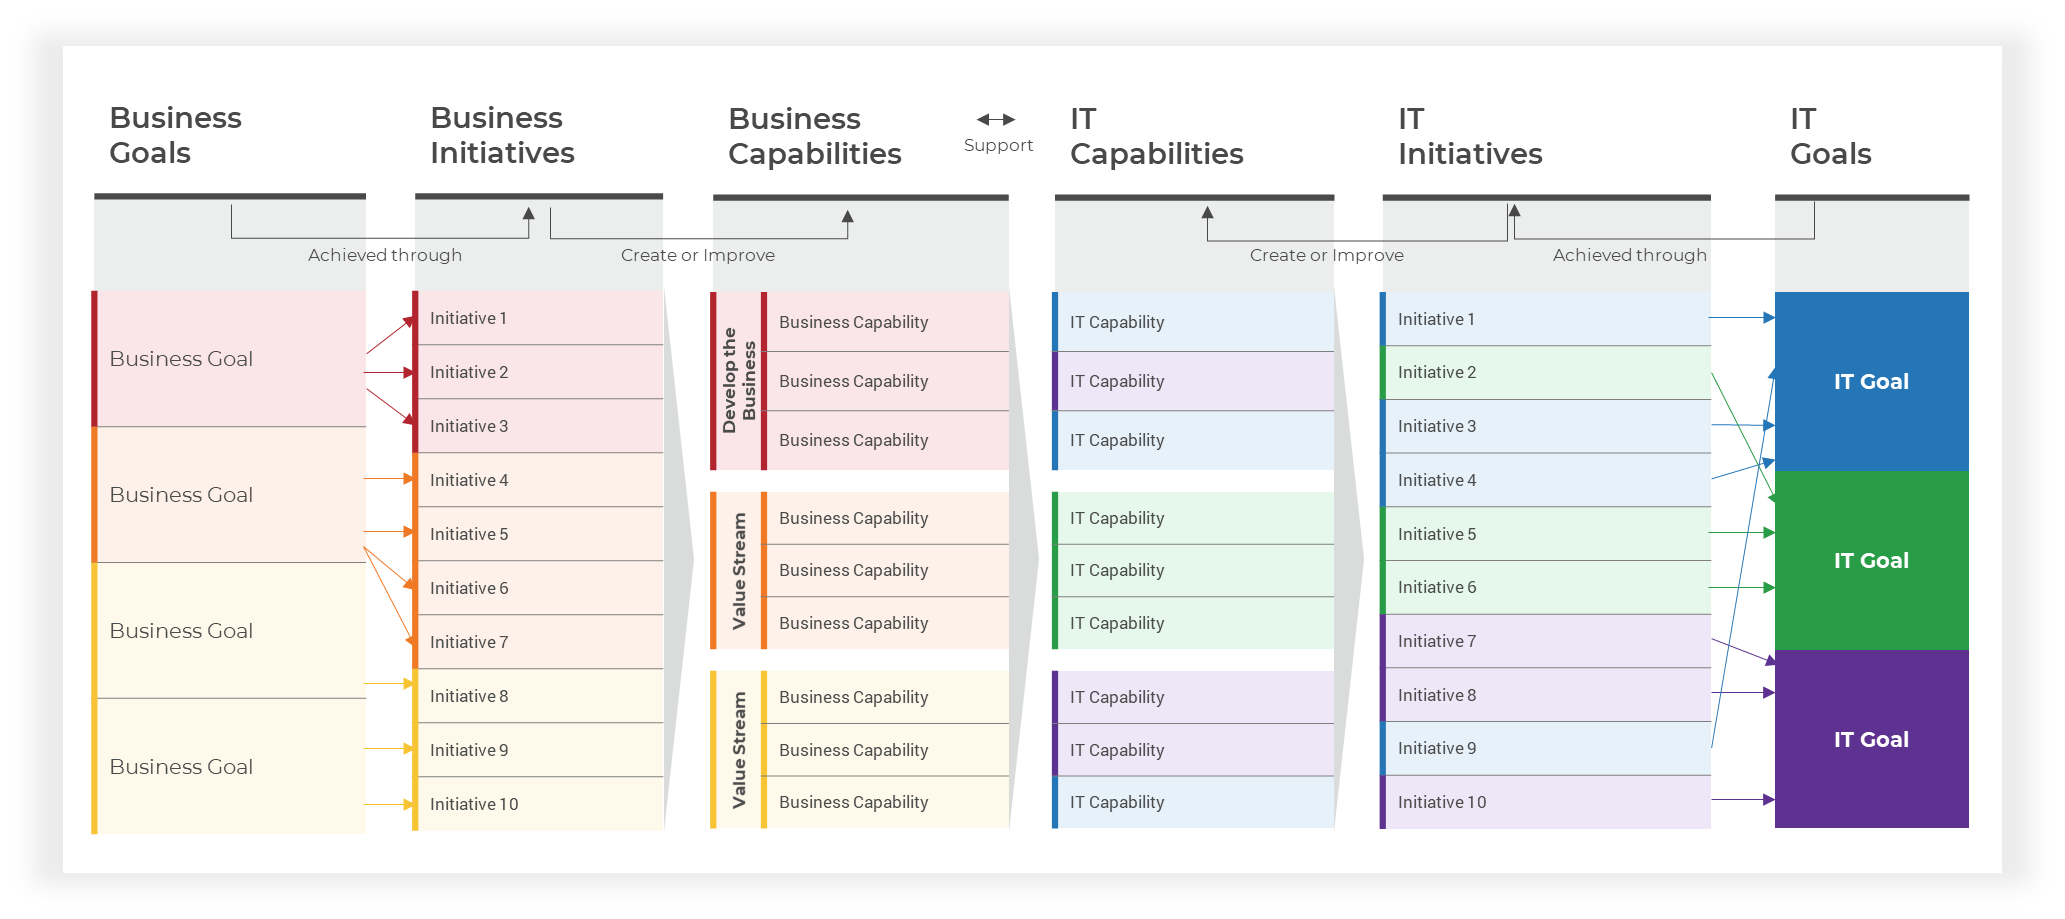 Business
Goals
Business
Initiatives
Business
Capabilities
Support
IT
Capabilities
IT
Initiatives
IT
Goals
Achieved through
Create or Improve
Create or Improve
Achieved through
Business Goal
Business Goal
Business Goal
Business Goal
Initiative 1
Initiative 2
Initiative 3
Initiative 4
Initiative 5
Initiative 6
Initiative 7
Initiative 8
Initiative 9
Initiative 10
Develop the
Business
Business Capability
Business Capability
Business Capability
Value Stream
Business Capability
Business Capability
Business Capability
Value Stream
Business Capability
Business Capability
Business Capability
IT Capability
IT Capability
IT Capability
IT Capability
IT Capability
IT Capability
IT Capability
IT Capability
IT Capability
Initiative 1
Initiative 2
Initiative 3
Initiative 4
Initiative 5
Initiative 6
Initiative 7
Initiative 8
Initiative 9
Initiative 10
IT Goal
IT Goal
IT Goal